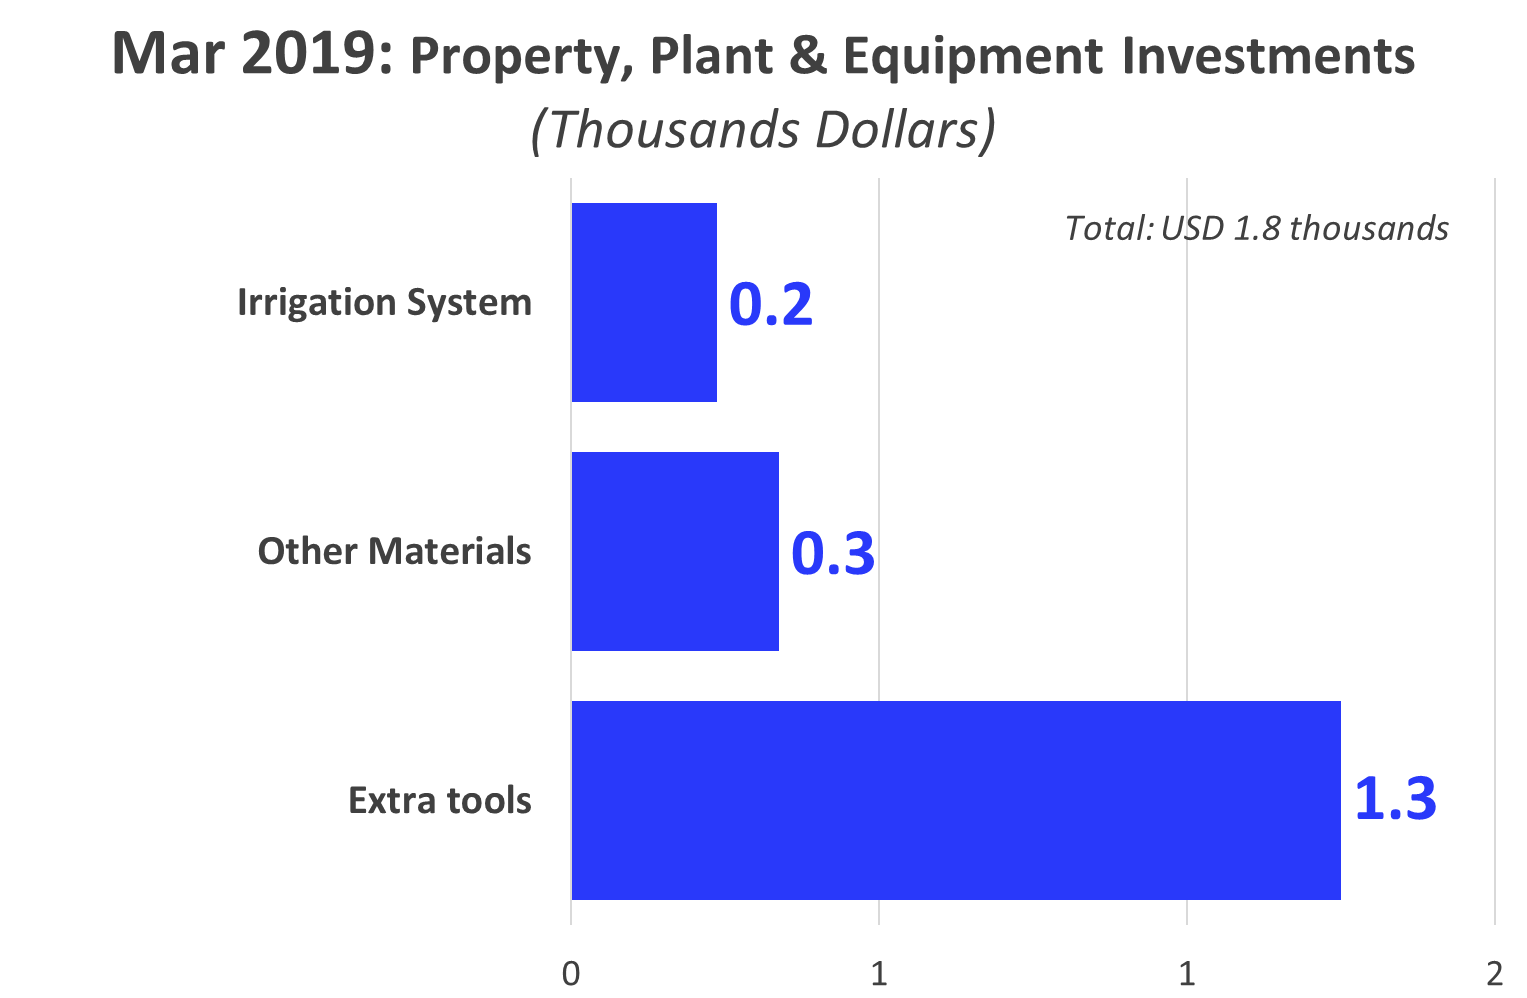 Mar 2019: Property, Plant & Equipment Investments
(Thousands Dollars)
Total: USD 1.8 thousands
Irrigation System
0.2
Other Materials
0.3
Extra tools
1.3
0 1 1 2